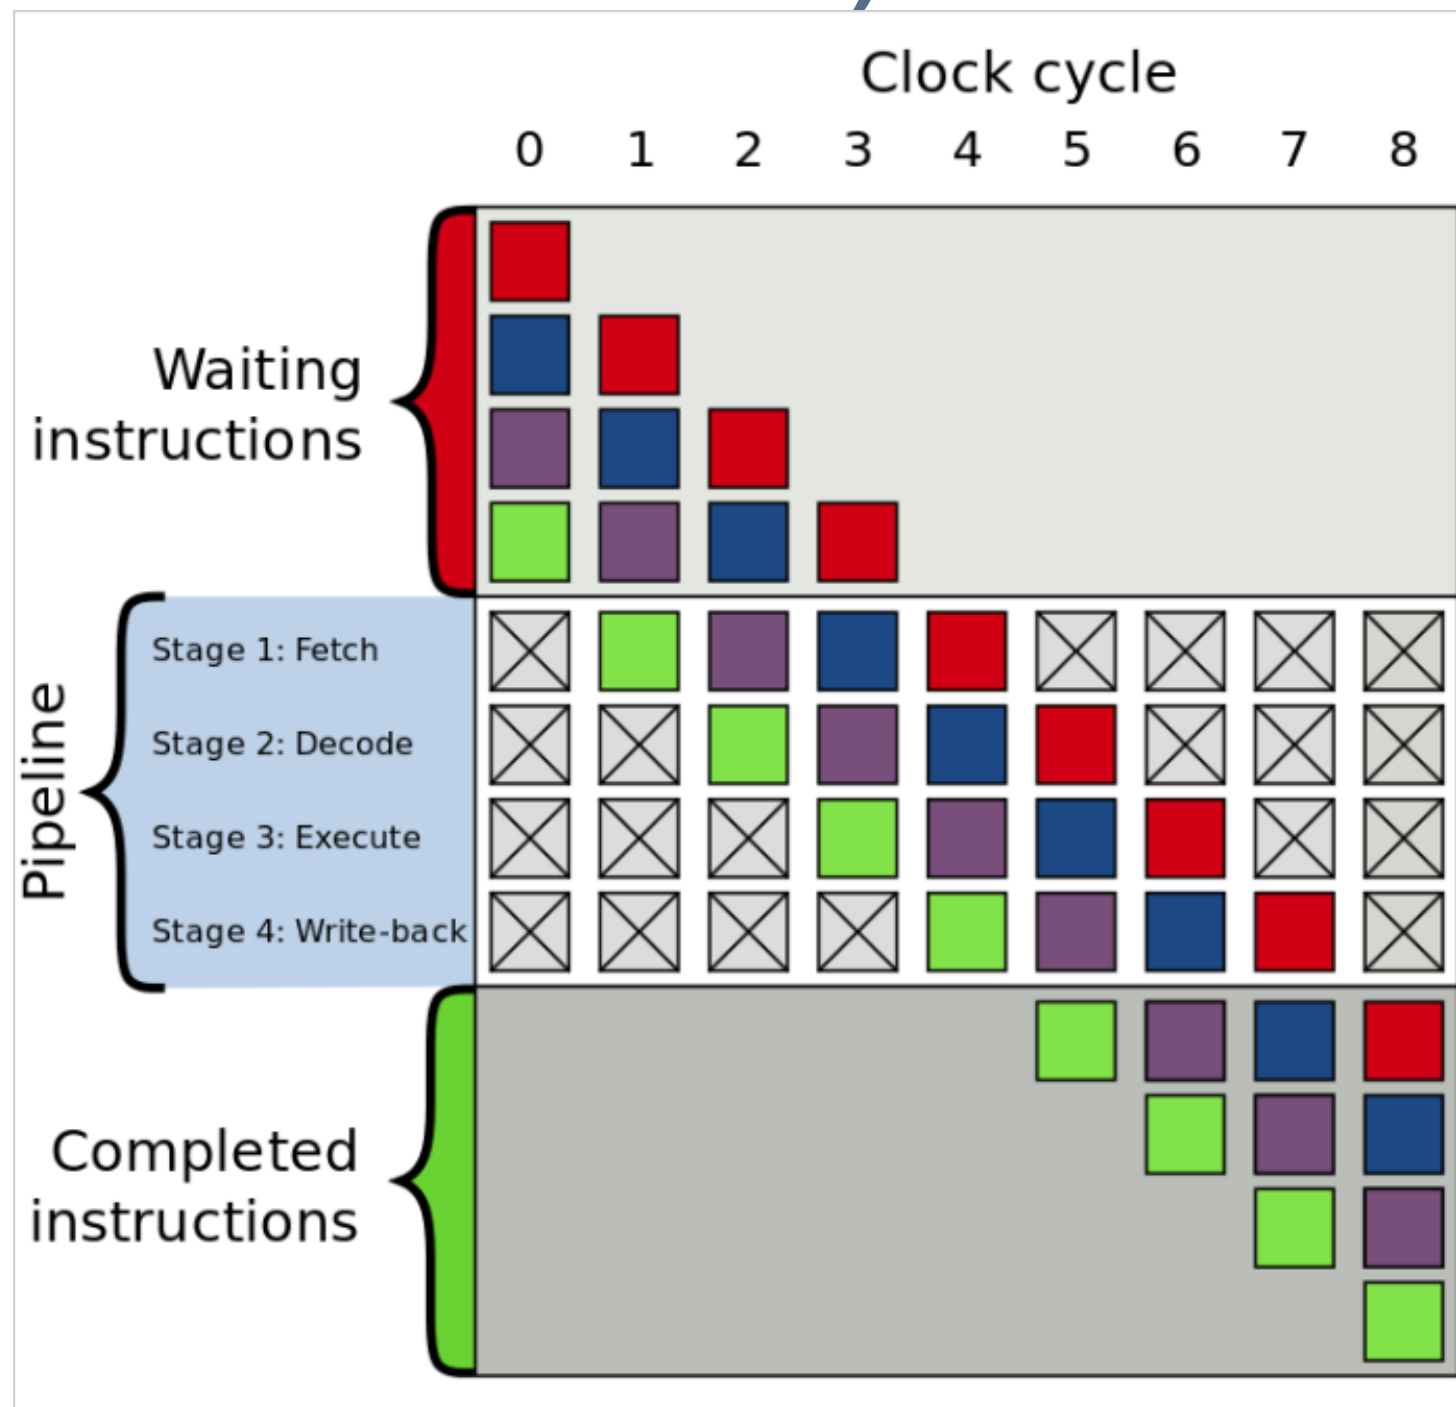 Clock cycle
0 1 2 3 4 5 6 7 8
Waiting
instructions
Pipeline
Stage 1: Fetch
Stage 2: Decode
Stage 3: Execute
Stage 4: Write-back
Completed
instructions